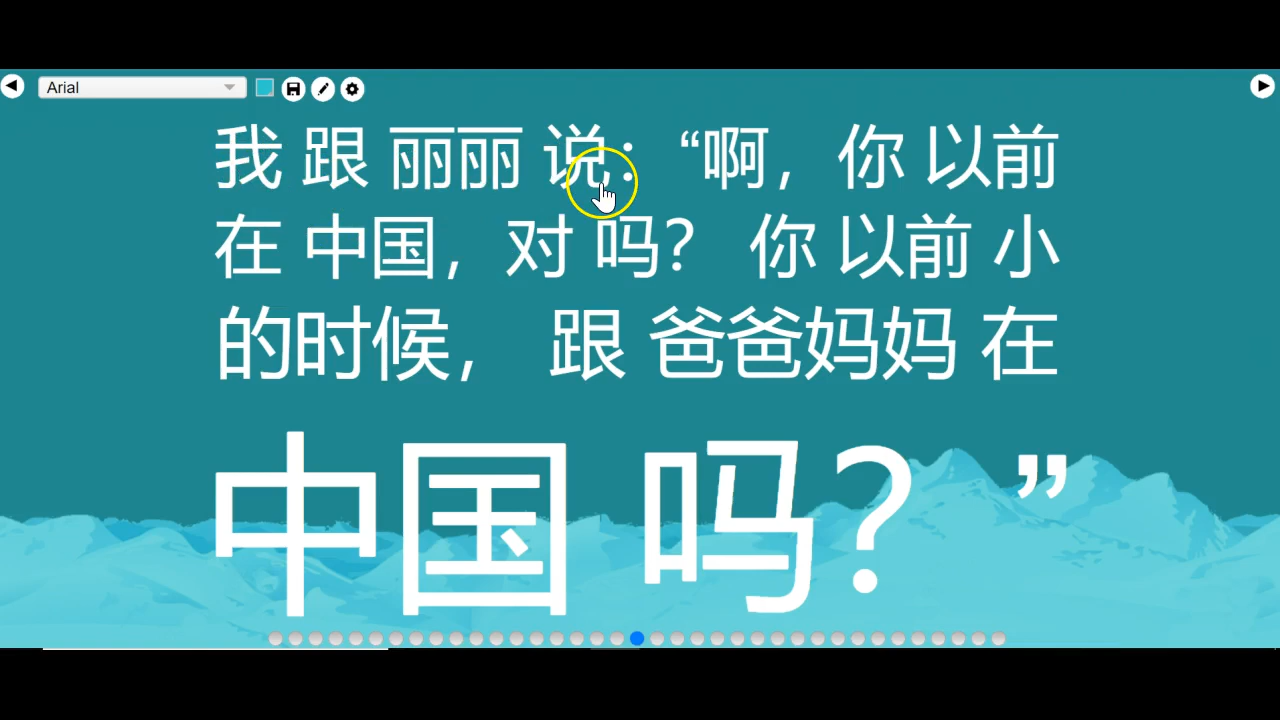 Arial
我 跟 丽丽 说：“啊，你 以前
在 中国，对 吗？ 你 以前 小
的时候， 跟 爸爸妈妈 在
中国 吗？”